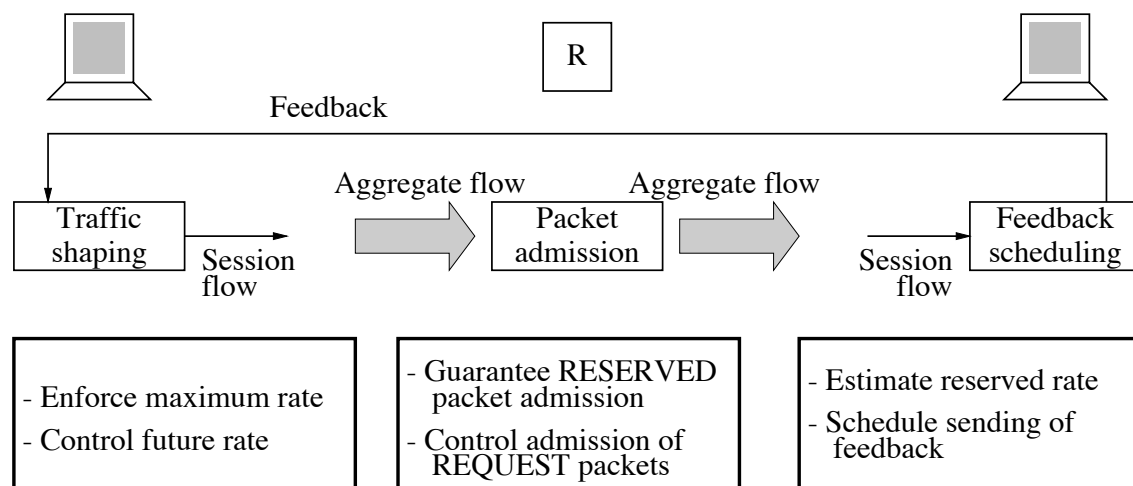 R
Feedback
Aggregate flow
Aggregate flow
Traffic
shaping
Session
flow
Packet
admission
Session
flow
Feedback
scheduling
- Enforce maximum rate
- Control future rate
- Guarantee RESERVED
packet admission
- Control admission of
REQUEST packets
- Estimate reserved rate
- Schedule sending of
feedback